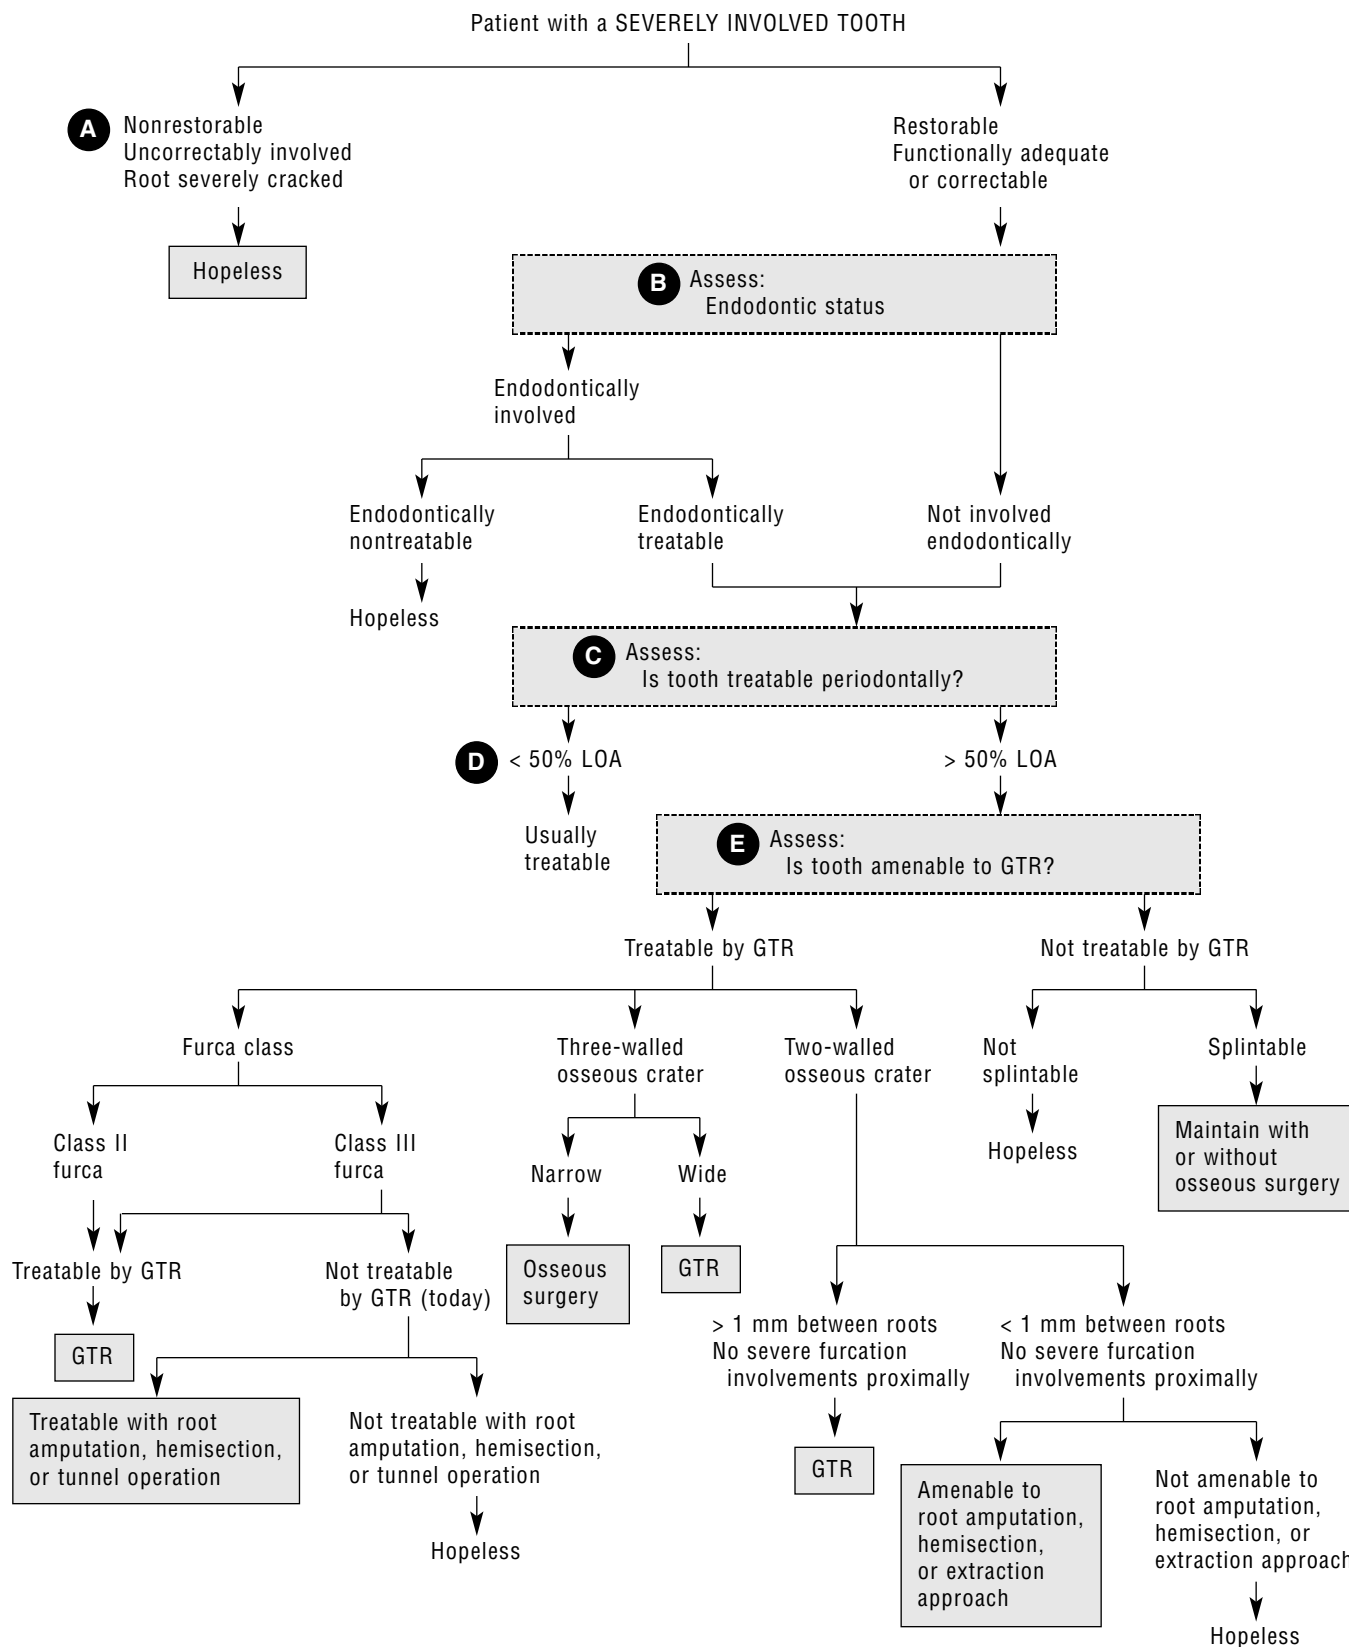 Patient with a SEVERELY INVOLVED TOOTH
A
Nonrestorable
Uncorrectably involved
Root severely cracked
Restorable
Functionally adequate
or correctable
Hopeless
B
Assess:
Endodontic status
Endodontically
involved
Endodontically
nontreatable
Endodontically
treatable
Not involved
endodontically
Hopeless
C
Assess:
Is tooth treatable periodontally?
D
< 50% LOA
> 50% LOA
Usually
treatable
E
Assess:
Is tooth amenable to GTR?
Treatable by GTR
Not treatable by GTR
Furca class
Three-walled
osseous crater
Two-walled
osseous crater
Not
splintable
Splintable
Class II
furca
Class III
furca
Narrow
Wide
Hopeless
Maintain with
or without
osseous surgery
Treatable by GTR
Not treatable
by GTR (today)
Osseous
surgery
GTR
GTR
> 1 mm between roots
No severe furcation
involvements proximally
< 1 mm between roots
No severe furcation
involvements proximally
Treatable with root
amputation, hemisection,
or tunnel operation
Not treatable with root
amputation, hemisection,
or tunnel operation
GTR
Amenable to
root amputation,
hemisection,
or extraction
approach
Not amenable to
root amputation,
hemisection, or
extraction approach
Hopeless
Hopeless